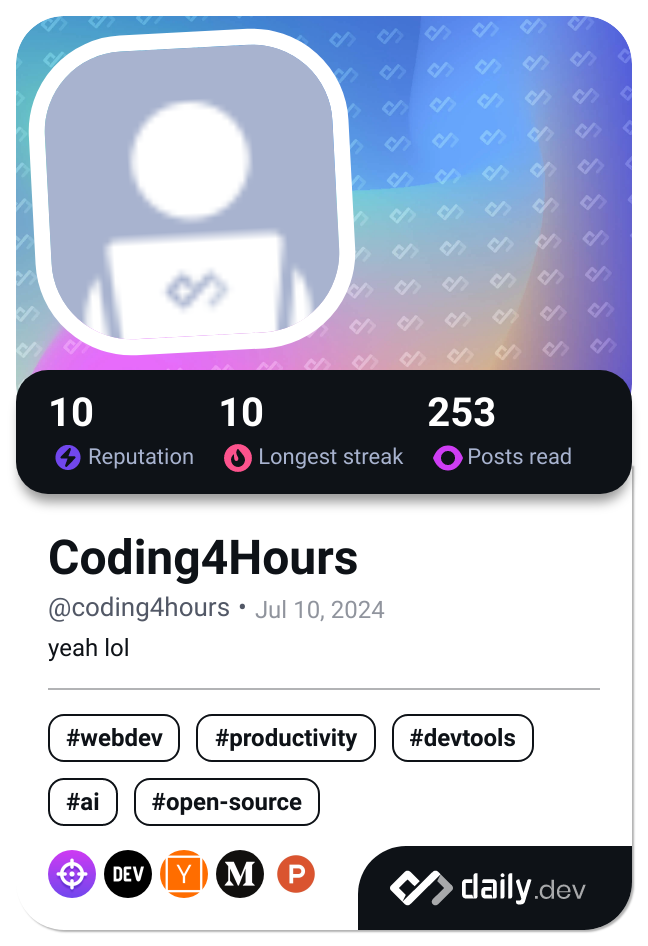 10 10 253
Reputation Longest streak Posts read
Coding4Hours
@coding4hours • Jul 10, 2024
yeah lol
#webdev #productivity #devtools
#ai #open-source
DEV Y M P
daily.dev